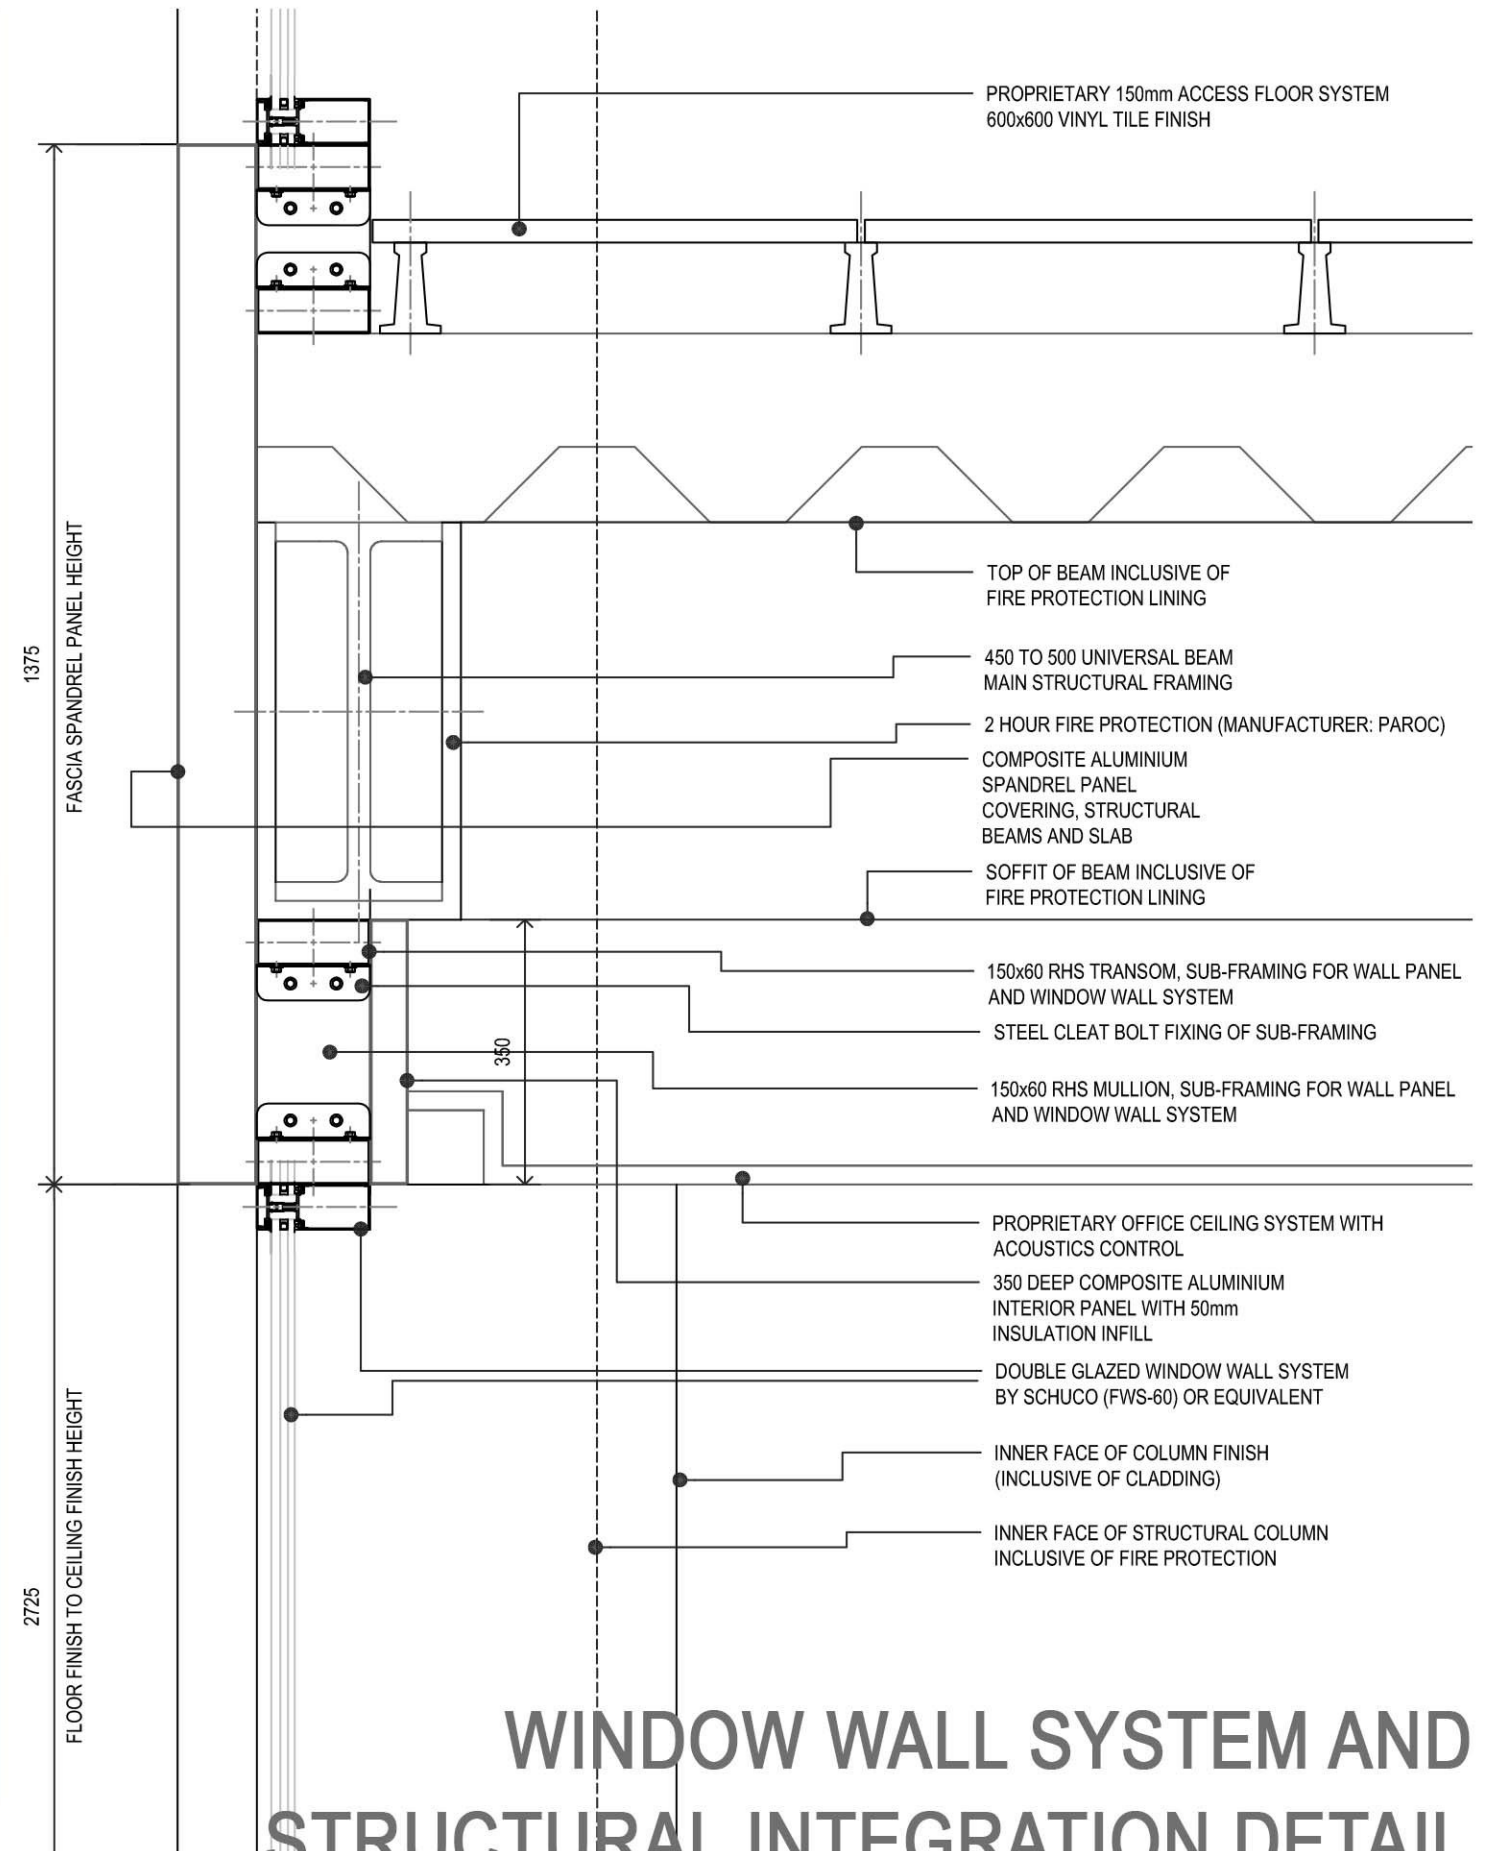 PROPRIETARY 150mm ACCESS FLOOR SYSTEM
600x600 VINYL TILE FINISH
1375
FASCIA SPANDREL PANEL HEIGHT
TOP OF BEAM INCLUSIVE OF
FIRE PROTECTION LINING
450 TO 500 UNIVERSAL BEAM
MAIN STRUCTURAL FRAMING
2 HOUR FIRE PROTECTION (MANUFACTURER: PAROC)
COMPOSITE ALUMINIUM
SPANDREL PANEL
COVERING, STRUCTURAL
BEAMS AND SLAB
SOFFIT OF BEAM INCLUSIVE OF
FIRE PROTECTION LINING
150x60 RHS TRANSOM, SUB-FRAMING FOR WALL PANEL
AND WINDOW WALL SYSTEM
STEEL CLEAT BOLT FIXING OF SUB-FRAMING
350
150x60 RHS MULLION, SUB-FRAMING FOR WALL PANEL
AND WINDOW WALL SYSTEM
PROPRIETARY OFFICE CEILING SYSTEM WITH
ACOUSTICS CONTROL
350 DEEP COMPOSITE ALUMINIUM
INTERIOR PANEL WITH 50mm
INSULATION INFILL
DOUBLE GLAZED WINDOW WALL SYSTEM
BY SCHUCO (FWS-60) OR EQUIVALENT
INNER FACE OF COLUMN FINISH
(INCLUSIVE OF CLADDING)
INNER FACE OF STRUCTURAL COLUMN
INCLUSIVE OF FIRE PROTECTION
2725
FLOOR FINISH TO CEILING FINISH HEIGHT
WINDOW WALL SYSTEM AND
STRUCTURAL INTEGRATION DETAIL